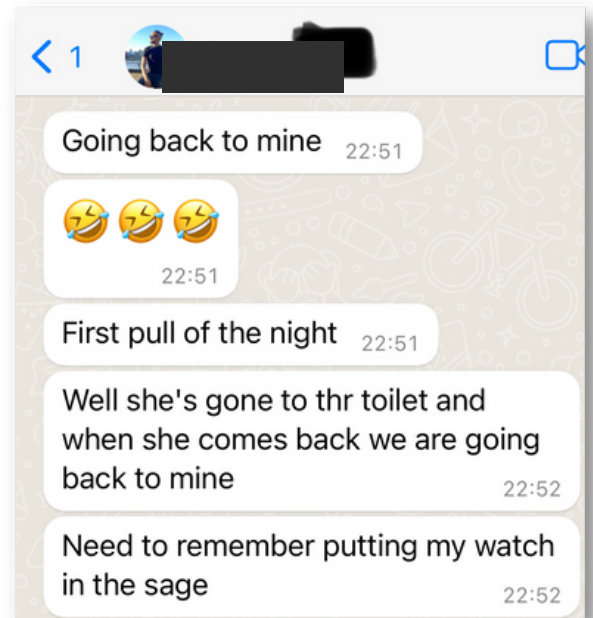 1
Going back to mine
22:51
🤣🤣🤣
22:51
First pull of the night
22:51
Well she's gone to thr toilet and
when she comes back we are going
back to mine
22:52
Need to remember putting my watch
in the sage
22:52